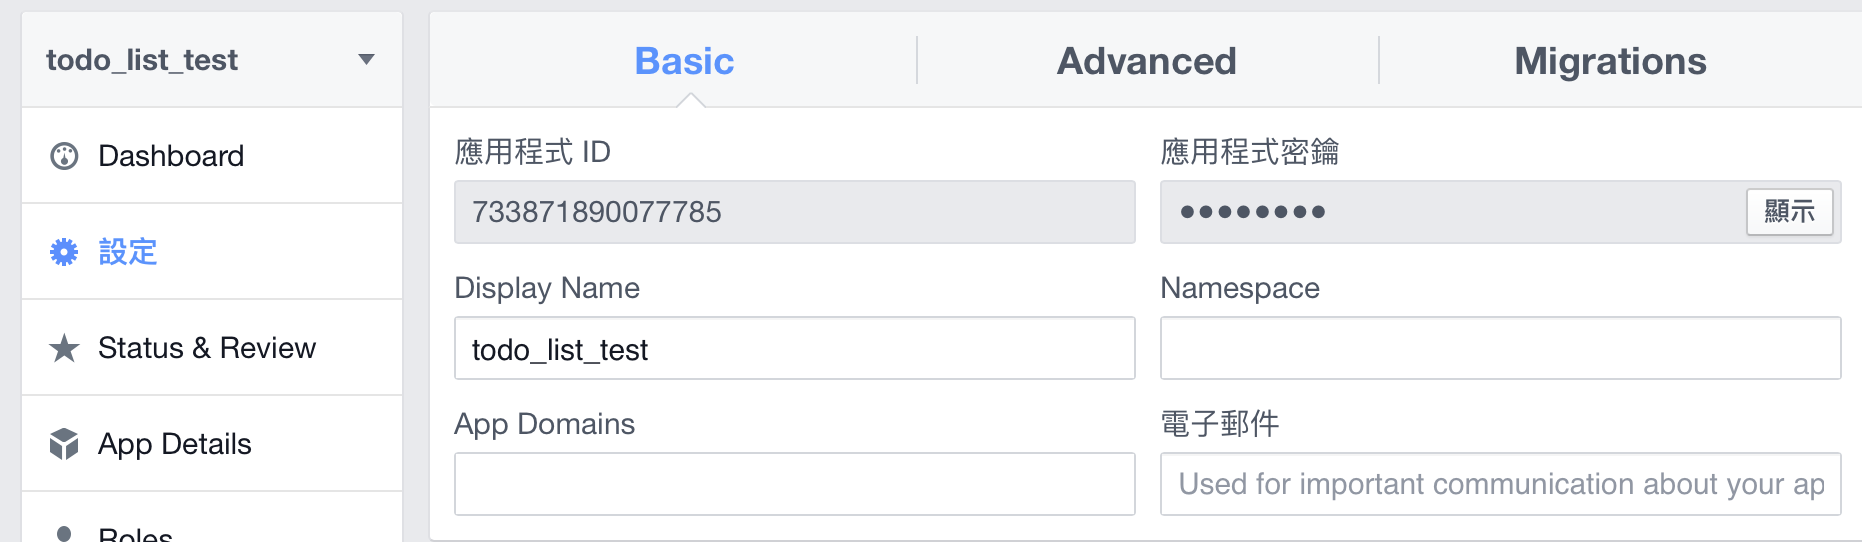 todo_list_test
Dashboard
設定
Status & Review
App Details
Roles
Basic
Advanced
Migrations
應用程式 ID
733871890077785
應用程式密鑰
●●●●●●●●
顯示
Display Name
todo_list_test
Namespace
App Domains
電子郵件
Used for important communication about your ap